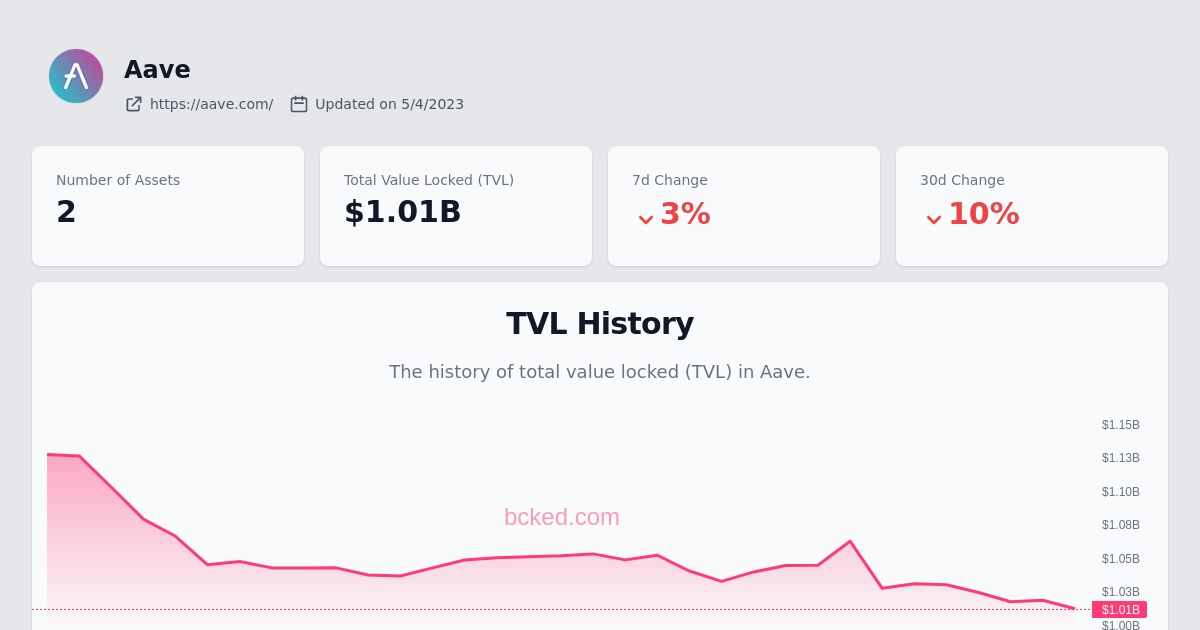 Aave
https://aave.com/ Updated on 5/4/2023
Number of Assets
2
Total Value Locked (TVL)
$1.01B
7d Change
3%
30d Change
10%
TVL History
The history of total value locked (TVL) in Aave.
$1.15B
$1.13B
$1.10B
bcked.com
$1.08B
$1.05B
$1.03B
$1.01B
$1.00B